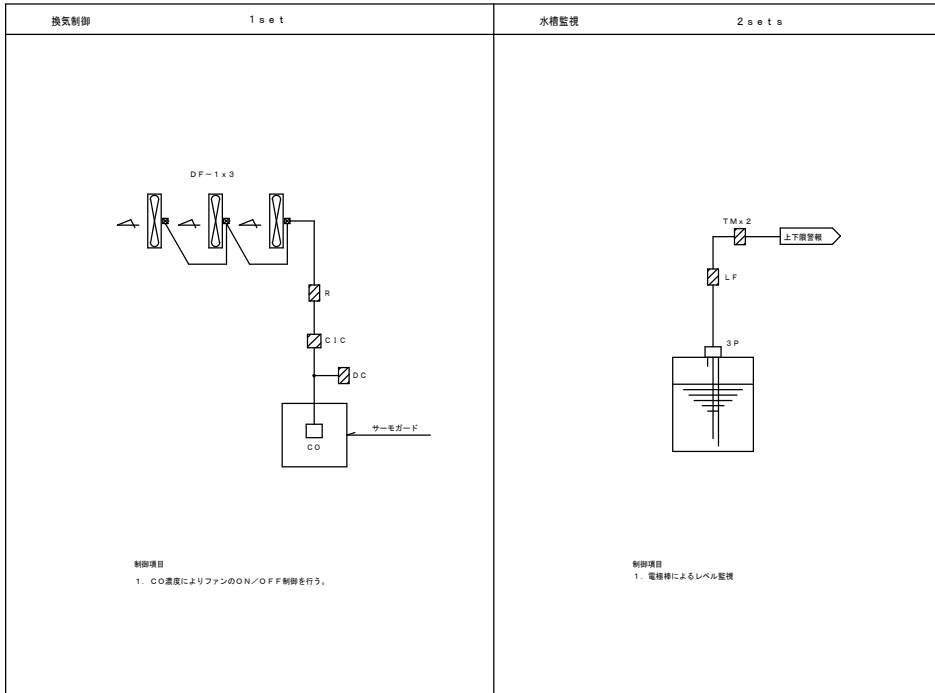 換気制御 1set
DF-1x3
R
CIC
DC
サーモガード
CO
制御項目
1. CO濃度によりファンのON/OFF制御を行う。
水槽監視 2sets
TMx2
上下限警報
LF
3P
制御項目
1. 電極棒によるレベル監視